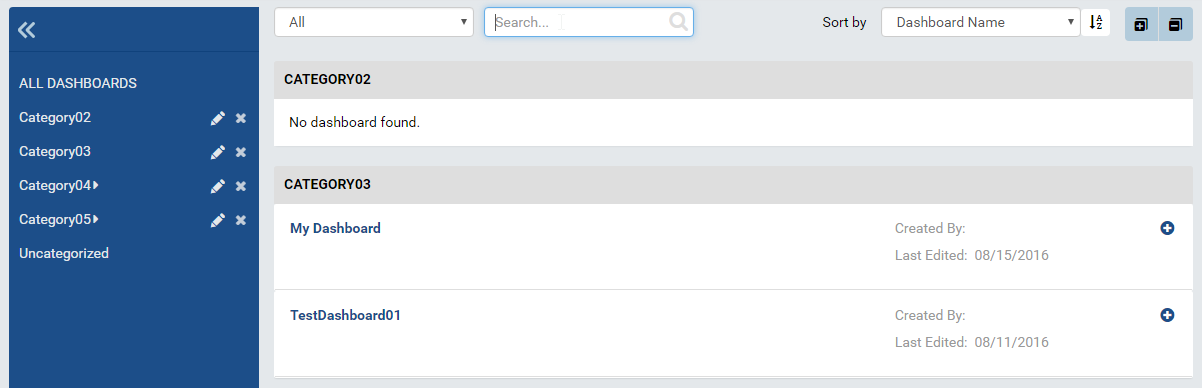 All
Search...
Sort by
Dashboard Name
A
Z
ALL DASHBOARDS
Category02
Category03
Category04
Category05
Uncategorized
CATEGORY02
No dashboard found.
CATEGORY03
My Dashboard
Created By:
Last Edited: 08/15/2016
TestDashboard01
Created By:
Last Edited: 08/11/2016